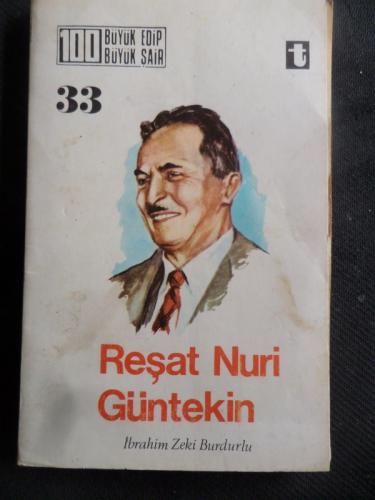 100 BÜYÜK EDİP
BÜYÜK ŞAİR
t
33
Reşat Nuri
Güntekin
İbrahim Zeki Burdurlu